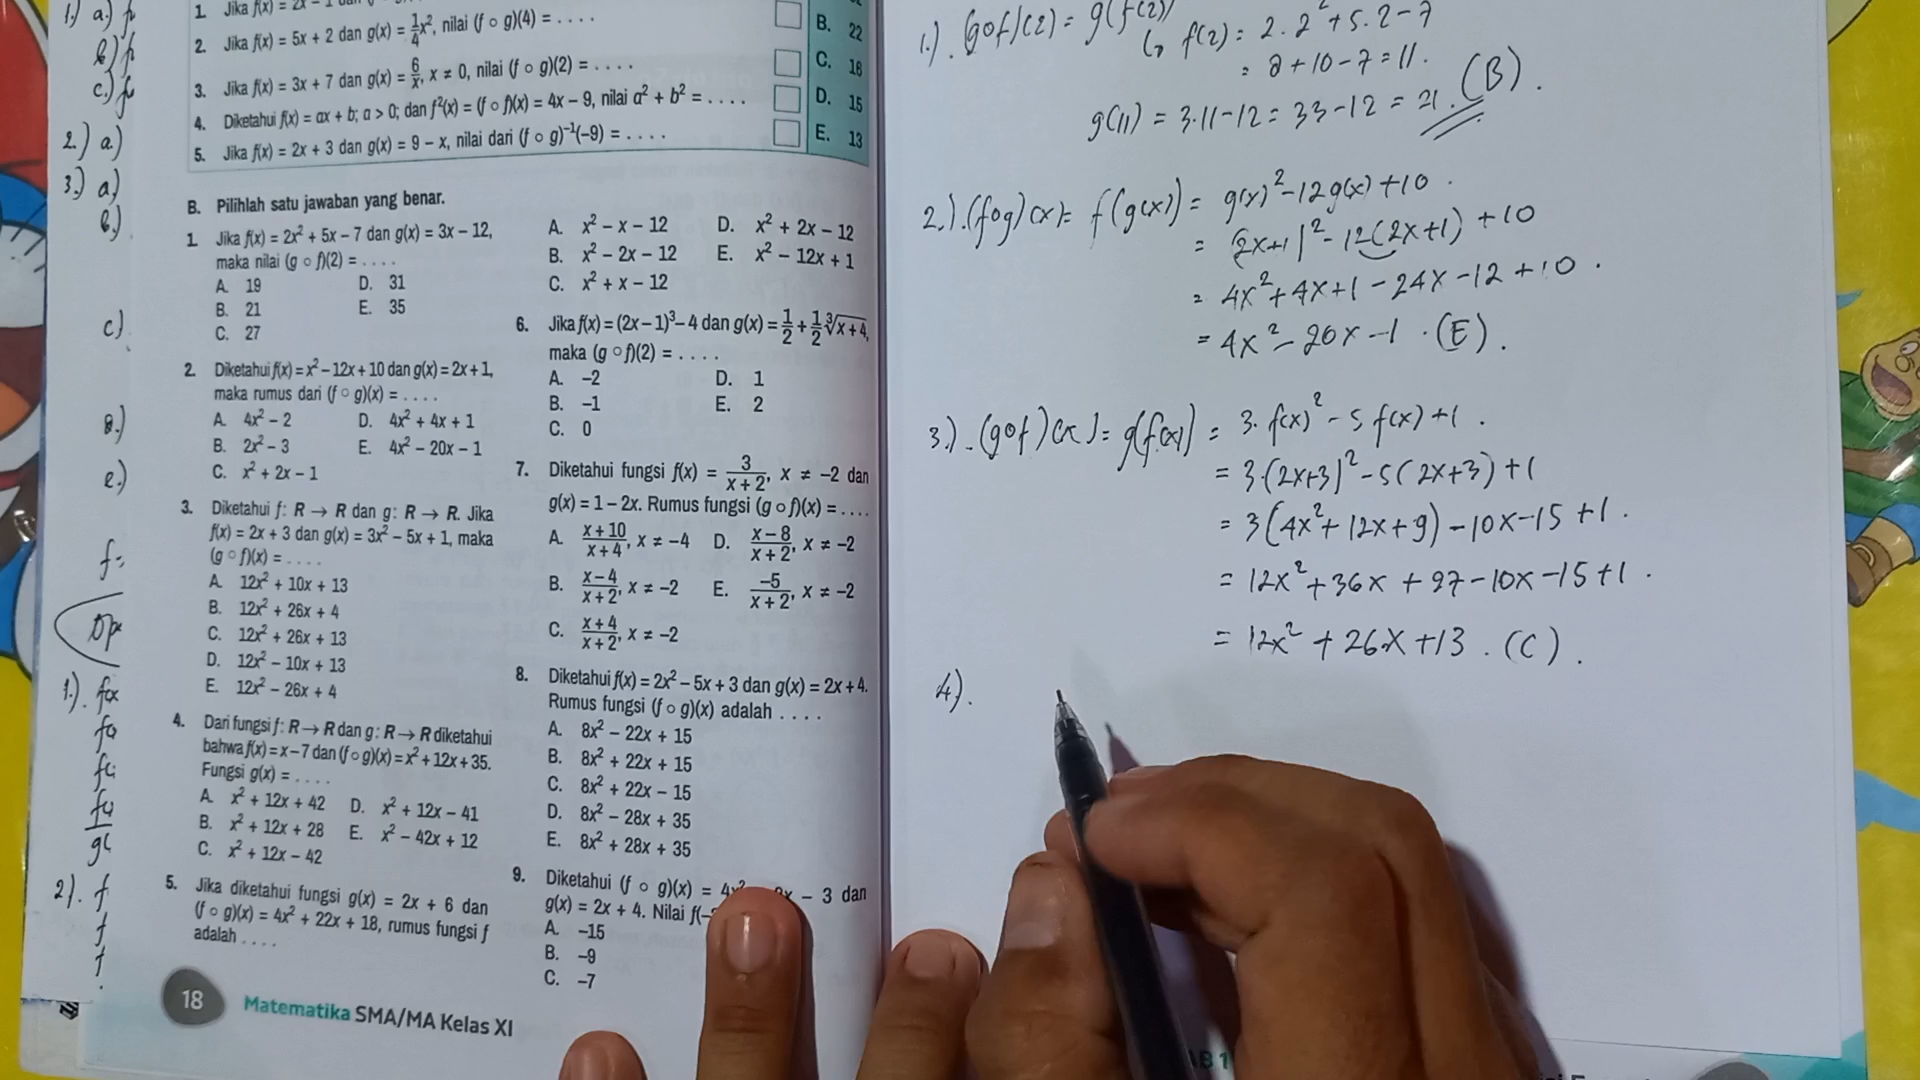 1.) a.) f
b.) f
c.) f
2.) a.)
3.) a.)
b.)
c.)
e.)
f=
1.). fax
fa
2). f
f
f
1. Jika f(x) = 2x − 1
2. Jika f(x) = 5x + 2 dan g(x) = 1/4 x², nilai (f ∘ g)(4) = . . . .
3. Jika f(x) = 3x + 7 dan g(x) = 6/x, x ≠ 0, nilai (f ∘ g)(2) = . . . .
4. Diketahui f(x) = ax + b; a > 0; dan f²(x) = (f ∘ f)(x) = 4x − 9, nilai a² + b² = . . . .
5. Jika f(x) = 2x + 3 dan g(x) = 9 − x, nilai dari (f ∘ g)⁻¹(−9) = . . . .
B. 22
C. 16
D. 15
E. 13
B. Pilihlah satu jawaban yang benar.
1. Jika f(x) = 2x² + 5x − 7 dan g(x) = 3x − 12,
maka nilai (g ∘ f)(2) = . . . .
A. 19 D. 31
B. 21 E. 35
C. 27
2. Diketahui f(x) = x² − 12x + 10 dan g(x) = 2x + 1,
maka rumus dari (f ∘ g)(x) = . . . .
A. 4x² − 2 D. 4x² + 4x + 1
B. 2x² − 3 E. 4x² − 20x − 1
C. x² + 2x − 1
3. Diketahui f: R → R dan g: R → R. Jika
f(x) = 2x + 3 dan g(x) = 3x² − 5x + 1, maka
(g ∘ f)(x) = . . . .
A. 12x² + 10x + 13
B. 12x² + 26x + 4
C. 12x² + 26x + 13
D. 12x² − 10x + 13
E. 12x² − 26x + 4
4. Dari fungsi f: R → R dan g: R → R diketahui
bahwa f(x) = x − 7 dan (f ∘ g)(x) = x² + 12x + 35.
Fungsi g(x) = . . . .
A. x² + 12x + 42 D. x² + 12x − 41
B. x² + 12x + 28 E. x² − 42x + 12
C. x² + 12x − 42
5. Jika diketahui fungsi g(x) = 2x + 6 dan
(f ∘ g)(x) = 4x² + 22x + 18, rumus fungsi f
adalah . . . .
A. x² − x − 12 D. x² + 2x − 12
B. x² − 2x − 12 E. x² − 12x + 1
C. x² + x − 12
6. Jika f(x) = (2x − 1)³ − 4 dan g(x) = 1/2 + 1/2 ∛(x + 4),
maka (g ∘ f)(2) = . . . .
A. −2 D. 1
B. −1 E. 2
C. 0
7. Diketahui fungsi f(x) = 3/(x + 2), x ≠ −2 dan
g(x) = 1 − 2x. Rumus fungsi (g ∘ f)(x) = . . . .
A. (x + 10)/(x + 4), x ≠ −4 D. (x − 8)/(x + 2), x ≠ −2
B. (x − 4)/(x + 2), x ≠ −2 E. −5/(x + 2), x ≠ −2
C. (x + 4)/(x + 2), x ≠ −2
8. Diketahui f(x) = 2x² − 5x + 3 dan g(x) = 2x + 4.
Rumus fungsi (f ∘ g)(x) adalah . . . .
A. 8x² − 22x + 15
B. 8x² + 22x + 15
C. 8x² + 22x − 15
D. 8x² − 28x + 35
E. 8x² + 28x + 35
9. Diketahui (f ∘ g)(x) = 4x² x − 3 dan
g(x) = 2x + 4. Nilai f(−
A. −15
B. −9
C. −7
18 Matematika SMA/MA Kelas XI
1.). (gof)(2) = g(f(2))
↳ f(2) = 2.2² + 5.2 − 7
= 8 + 10 − 7 = 11.
g(11) = 3.11 − 12 = 33 − 12 = 21. (B).
2.). (fog)(x) = f(g(x)) = g(x)² − 12g(x) + 10.
= (2x+1)² − 12(2x+1) + 10
= 4x² + 4x + 1 − 24x − 12 + 10.
= 4x² − 20x − 1. (E).
3.). (gof)(x) = g(f(x)) = 3. f(x)² − 5 f(x) + 1.
= 3.(2x+3)² − 5(2x+3) + 1
= 3(4x² + 12x + 9) − 10x − 15 + 1.
= 12x² + 36x + 27 − 10x − 15 + 1.
= 12x² + 26x + 13. (C).
4).